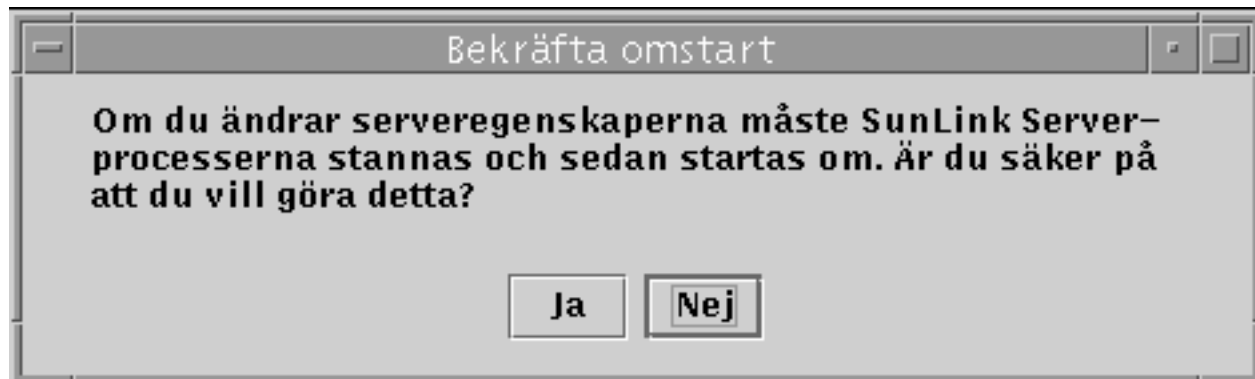 Bekräfta omstart
Om du ändrar serveregenskaperna måste SunLink Server–
processerna stannas och sedan startas om. Är du säker på
att du vill göra detta?
Ja Nej